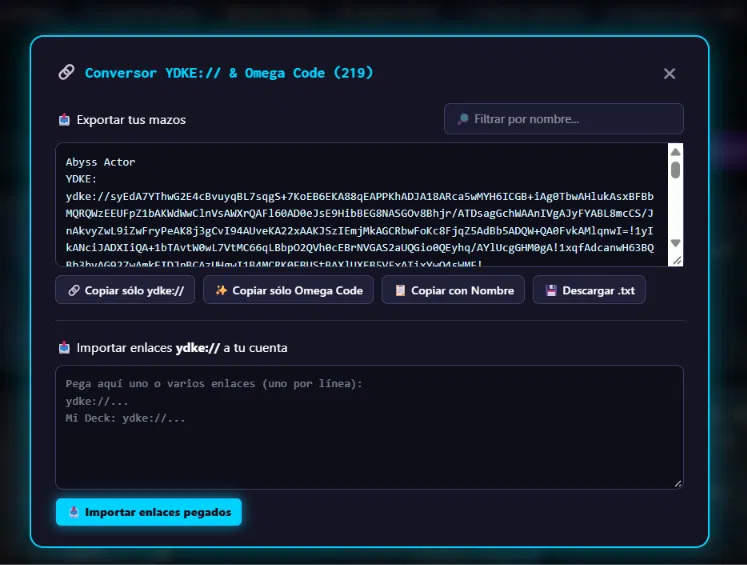 Conversor YDKE:// & Omega Code (219)
Exportar tus mazos
Filtrar por nombre...
Abyss Actor
YDKE:
ydke://syEdA7YThwG2E4cBvuyqBL7sqgS+7KoEB6EKA88qEAPPKhADJA18ARca5wMYH6ICGB+iAg0TbwAHlukAsxBFBb
MQRQWzEEUFpZ1bAKWdWwClnVsAWXrQAFl60AD0eJsE9HibBEG8NASGOv8Bhjr/ATDsagGchWAAnIVgAJyFYABL8mcCS/J
nAkvyZwL9iZwFryPeAK8j3gCvI94AUveKA22xAAKJSzIEmjMkAGCRbwFoKc8FjqZ5AdBb5ADQW+QA0FvkAMlqnwI=!1yI
kANciJADXIiQA+1bTAvtW0wL7VtMC66qLBbpO2QVh0cEBrNVGAS2aUQGio0QEyhq/AYlUcgGHM0gA!1xqfAdcanwH63BQ
Copiar sólo ydke://
Copiar sólo Omega Code
Copiar con Nombre
Descargar .txt
Importar enlaces ydke:// a tu cuenta
Pega aquí uno o varios enlaces (uno por línea):
ydke://...
Mi Deck: ydke://...
Importar enlaces pegados